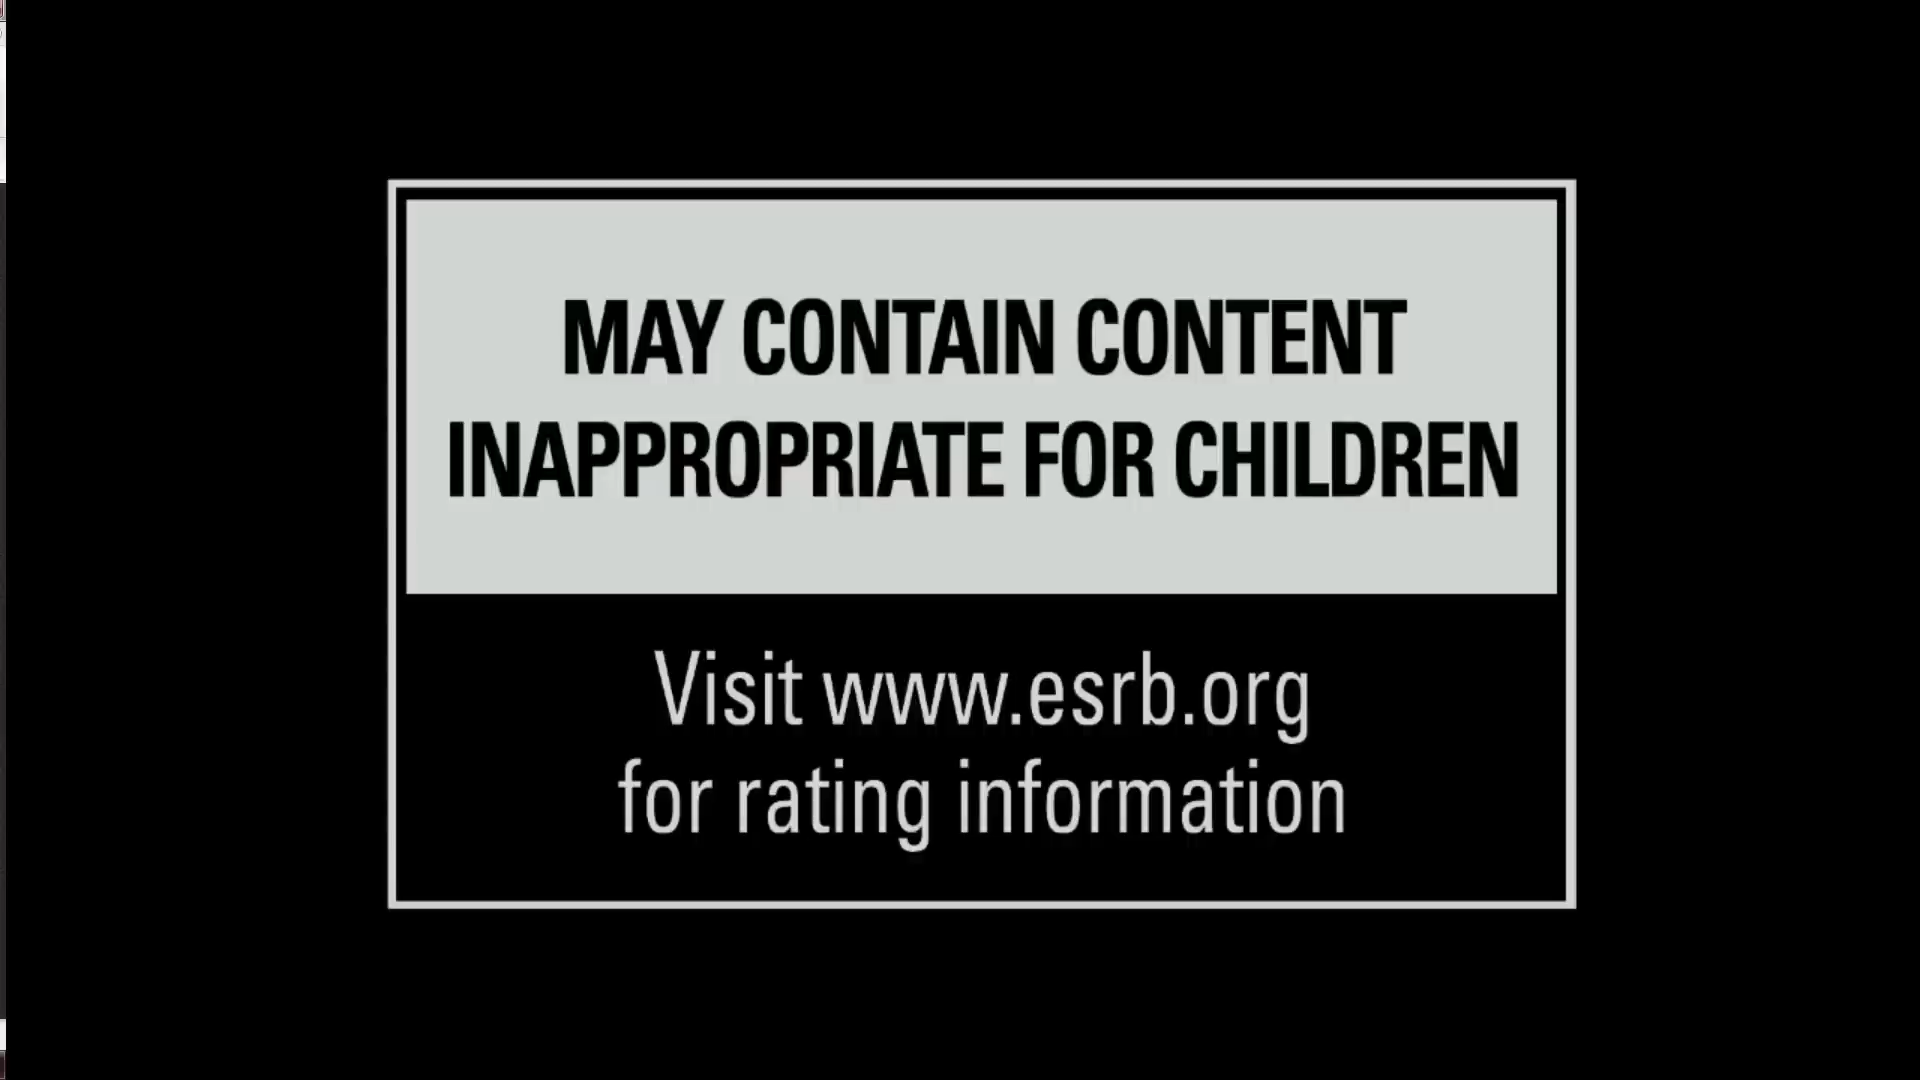 MAY CONTAIN CONTENT
INAPPROPRIATE FOR CHILDREN
Visit www.esrb.org
for rating information